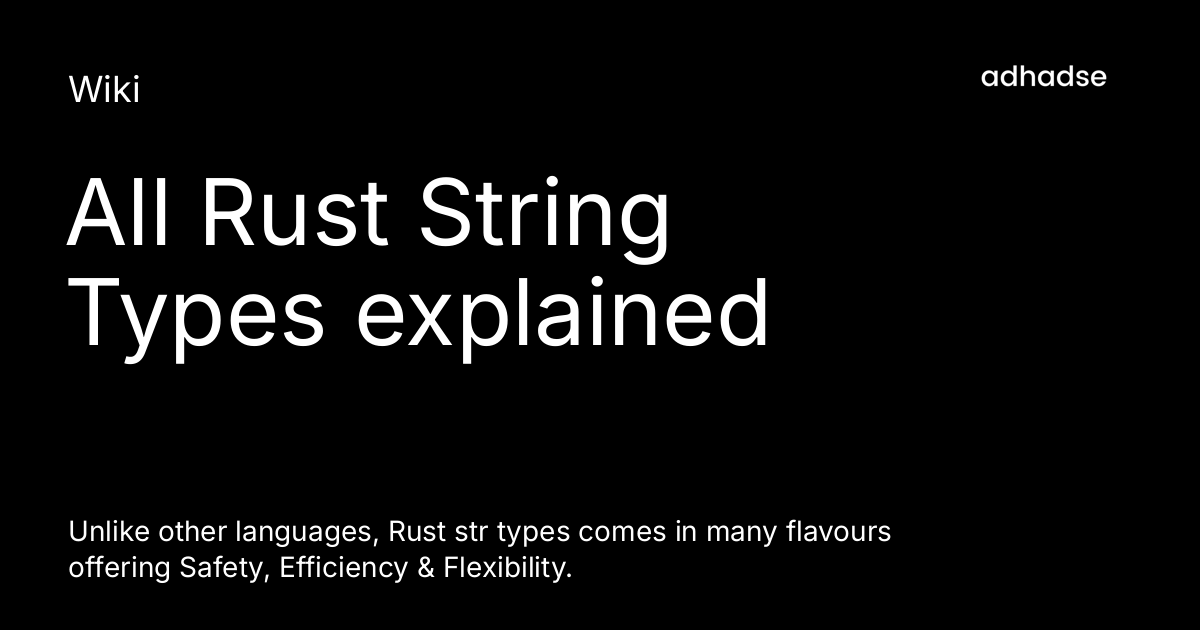 Wiki
adhadse
All Rust String
Types explained
Unlike other languages, Rust str types comes in many flavours
offering Safety, Efficiency & Flexibility.